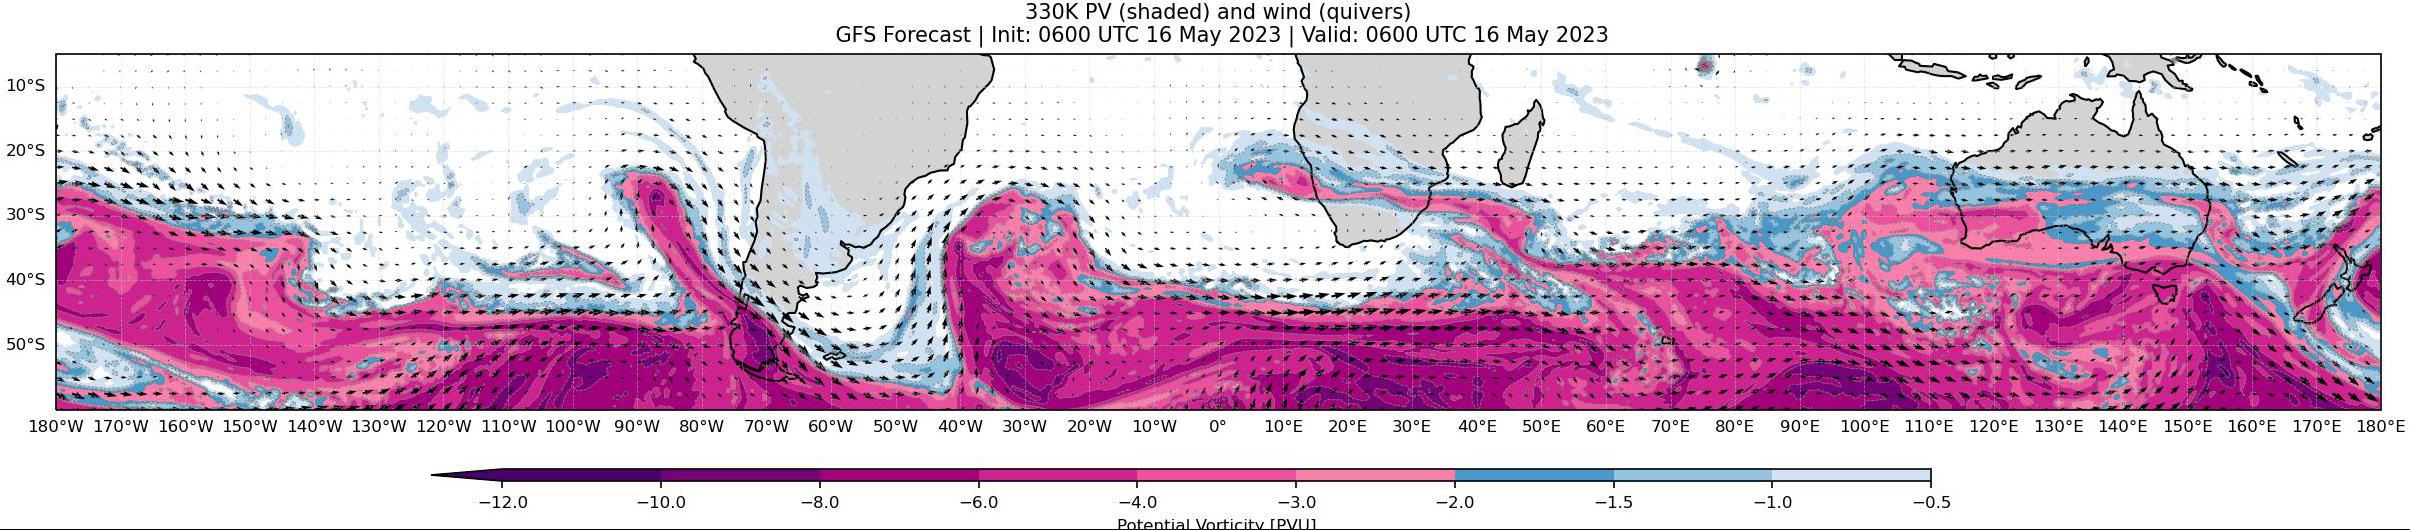 330K PV (shaded) and wind (quivers)
GFS Forecast | Init: 0600 UTC 16 May 2023 | Valid: 0600 UTC 16 May 2023
10°S
20°S
30°S
40°S
50°S
180°W 170°W 160°W 150°W 140°W 130°W 120°W 110°W 100°W 90°W 80°W 70°W 60°W 50°W 40°W 30°W 20°W 10°W 0° 10°E 20°E 30°E 40°E 50°E 60°E 70°E 80°E 90°E 100°E 110°E 120°E 130°E 140°E 150°E 160°E 170°E 180°E
−12.0 −10.0 −8.0 −6.0 −4.0 −3.0 −2.0 −1.5 −1.0 −0.5
Potential Vorticity [PVU]